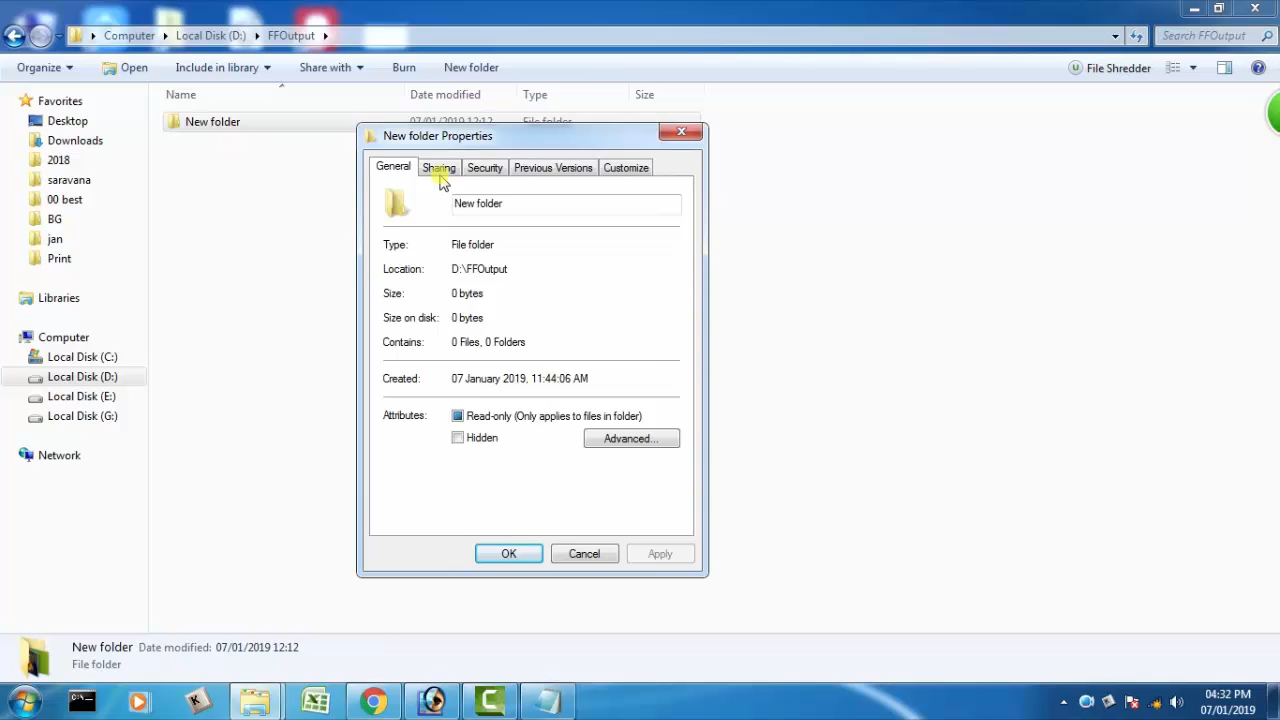 Computer Local Disk (D:) FFOutput
Search FFOutput
Organize Open Include in library Share with Burn New folder
U File Shredder
Name Date modified Type Size
Favorites
Desktop
Downloads
2018
saravana
00 best
BG
jan
Print
Libraries
Computer
Local Disk (C:)
Local Disk (D:)
Local Disk (E:)
Local Disk (G:)
Network
New folder 07/01/2019 12:12 File folder
New folder Properties
General Sharing Security Previous Versions Customize
New folder
Type: File folder
Location: D:\FFOutput
Size: 0 bytes
Size on disk: 0 bytes
Contains: 0 Files, 0 Folders
Created: 07 January 2019, 11:44:06 AM
Attributes: Read-only (Only applies to files in folder)
Hidden
Advanced...
OK Cancel Apply
New folder Date modified: 07/01/2019 12:12
File folder
04:32 PM
07/01/2019